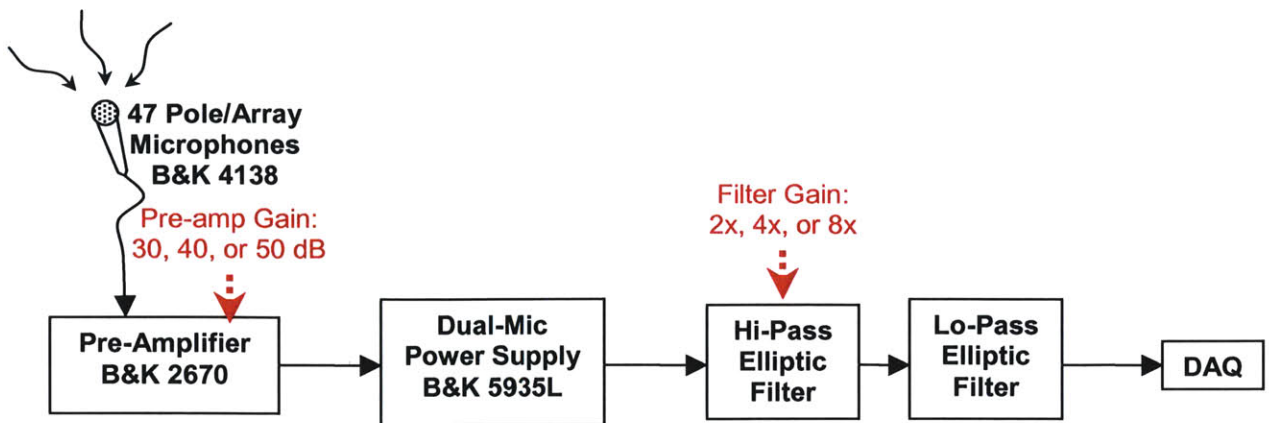 47 Pole/Array
Microphones
B&K 4138
Pre-amp Gain:
30, 40, or 50 dB
Filter Gain:
2x, 4x, or 8x
Pre-Amplifier
B&K 2670
Dual-Mic
Power Supply
B&K 5935L
Hi-Pass
Elliptic
Filter
Lo-Pass
Elliptic
Filter
DAQ